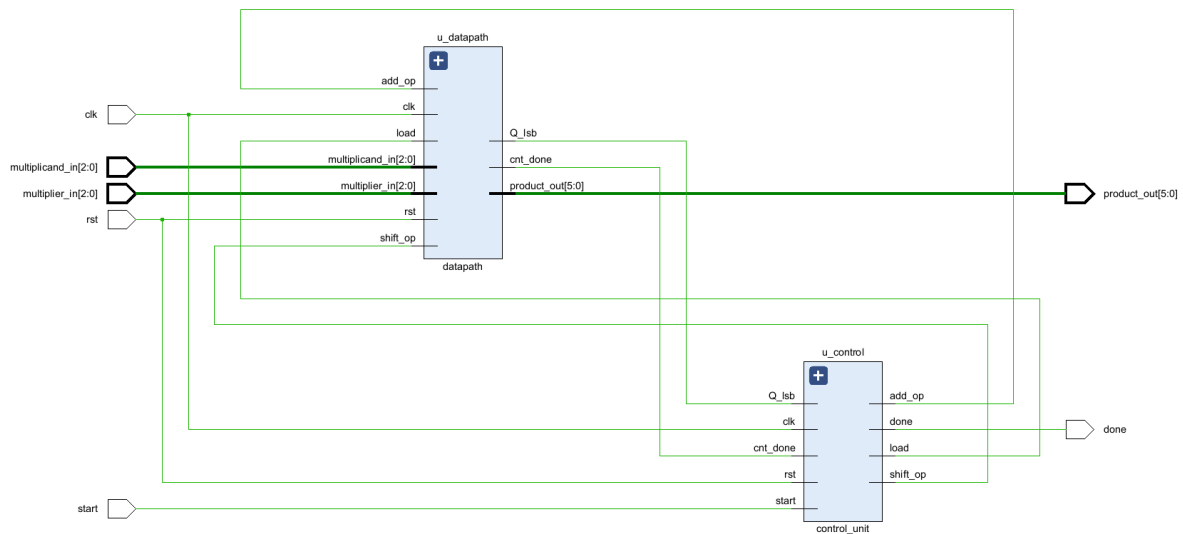 u_datapath
add_op
clk
clk
load
Q_lsb
multiplicand_in[2:0]
multiplicand_in[2:0]
cnt_done
multiplier_in[2:0]
multiplier_in[2:0]
product_out[5:0]
product_out[5:0]
rst
rst
shift_op
datapath
u_control
Q_lsb
add_op
clk
done
done
cnt_done
load
rst
shift_op
start
start
control_unit